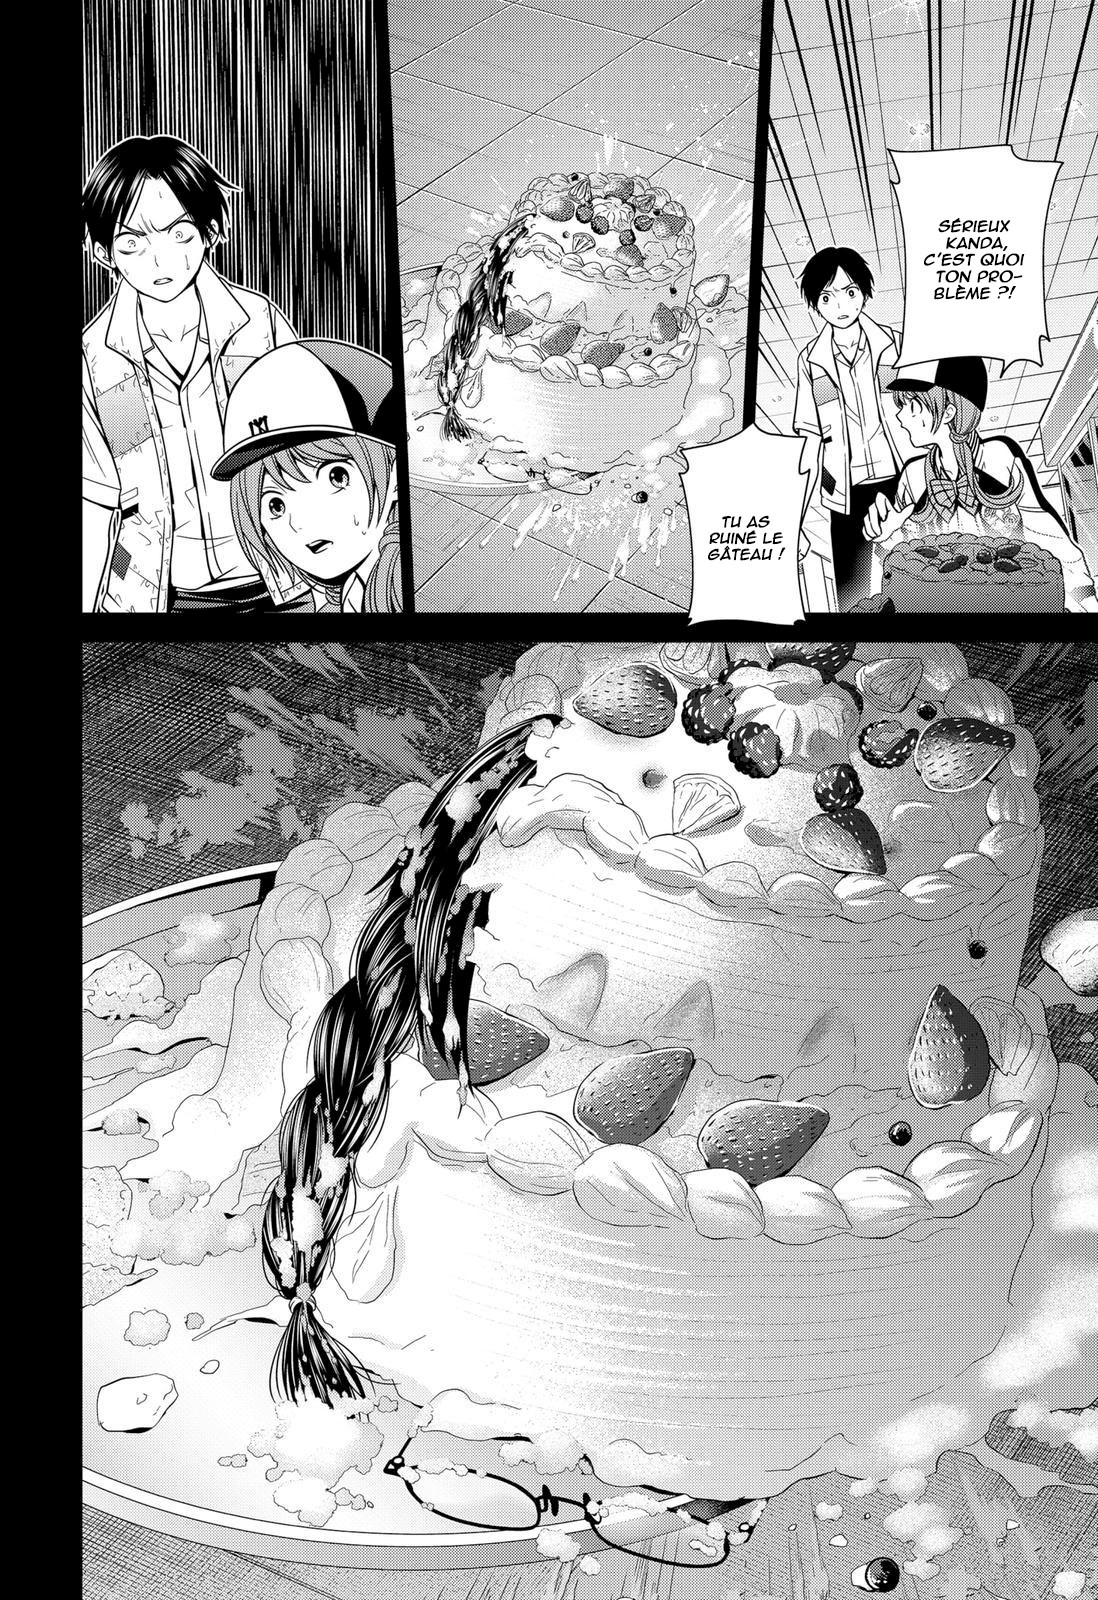 SÉRIEUX
KANDA,
C'EST QUOI
TON PRO-
BLÈME ?!
TU AS
RUINÉ LE
GÂTEAU !